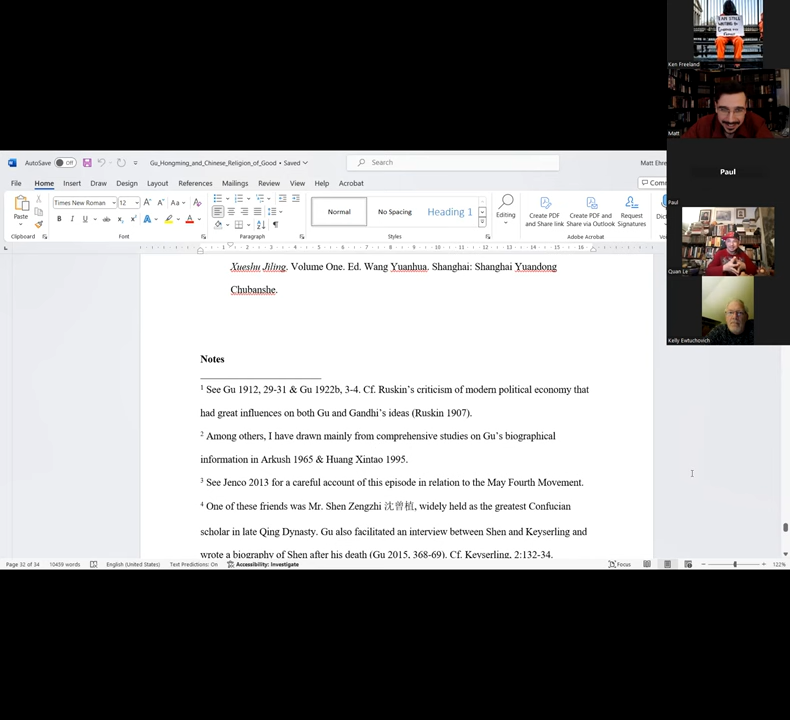 I AM STILL
Ken Freeland
Matt
Paul
Paul
Quan Le
Kelly Ewtuchovich
AutoSave Off Gu_Hongming_and_Chinese_Religion_of_Good • Saved Search Matt Ehre
File Home Insert Draw Design Layout References Mailings Review View Help Acrobat Comm
Paste Times New Roman 12 Normal No Spacing Heading 1 Editing Create PDF and Share link Create PDF and Share via Outlook Request Signatures Dict
Clipboard Font Paragraph Styles Adobe Acrobat
Xueshu Jiling. Volume One. Ed. Wang Yuanhua. Shanghai: Shanghai Yuandong
Chubanshe.
Notes
1 See Gu 1912, 29-31 & Gu 1922b, 3-4. Cf. Ruskin's criticism of modern political economy that
had great influences on both Gu and Gandhi's ideas (Ruskin 1907).
2 Among others, I have drawn mainly from comprehensive studies on Gu's biographical
information in Arkush 1965 & Huang Xintao 1995.
3 See Jenco 2013 for a careful account of this episode in relation to the May Fourth Movement.
4 One of these friends was Mr. Shen Zengzhi 沈曾植, widely held as the greatest Confucian
scholar in late Qing Dynasty. Gu also facilitated an interview between Shen and Keyserling and
wrote a biography of Shen after his death (Gu 2015, 368-69). Cf. Keyserling, 2:132-34.
Page 32 of 34 10459 words English (United States) Text Predictions: On Accessibility: Investigate Focus 122%